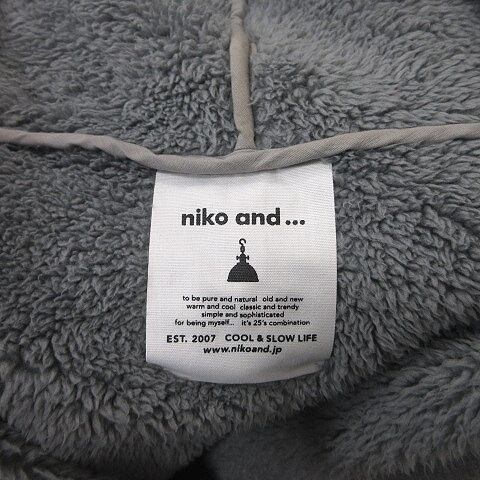 niko and ...
to be pure and natural old and new
warm and cool classic and trendy
simple and sophisticated
for being myself... it's 25's combination
EST. 2007 COOL & SLOW LIFE
www.nikoand.jp